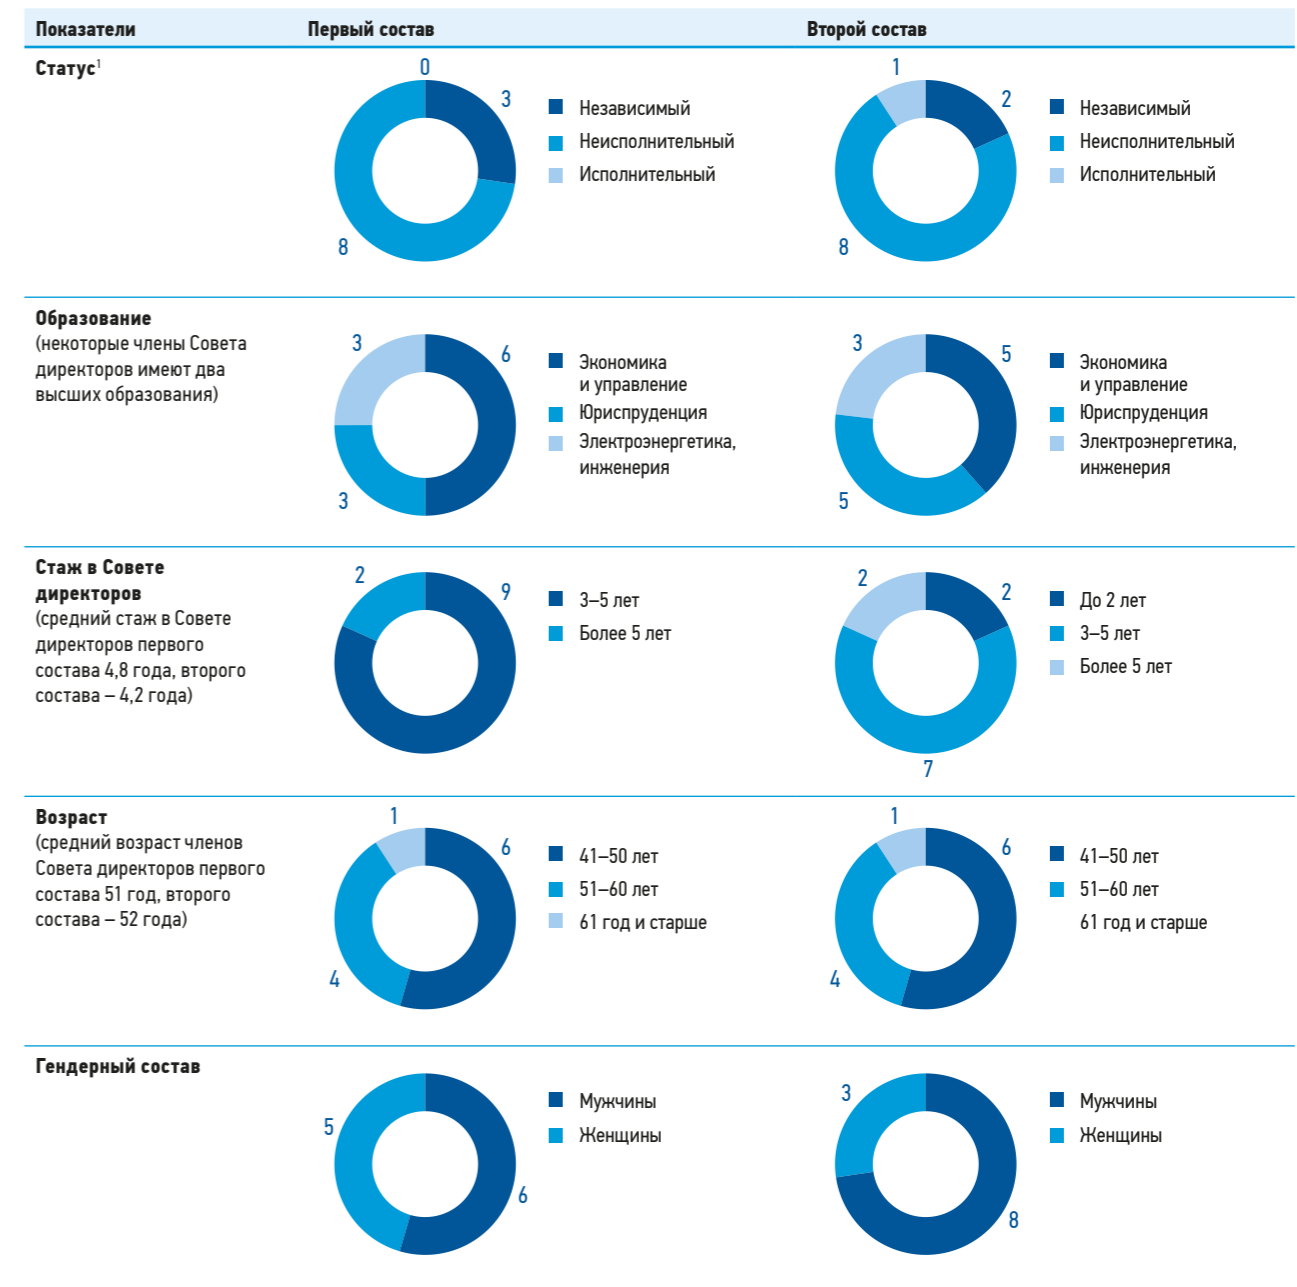 Показатели Первый состав Второй состав
Статус¹
0
3
8
Независимый
Неисполнительный
Исполнительный
1
2
8
Независимый
Неисполнительный
Исполнительный
Образование
(некоторые члены Совета
директоров имеют два
высших образования)
3
6
3
Экономика
и управление
Юриспруденция
Электроэнергетика,
инженерия
3
5
5
Экономика
и управление
Юриспруденция
Электроэнергетика,
инженерия
Стаж в Совете
директоров
(средний стаж в Совете
директоров первого
состава 4,8 года, второго
состава – 4,2 года)
2
9
3–5 лет
Более 5 лет
2
2
7
До 2 лет
3–5 лет
Более 5 лет
Возраст
(средний возраст членов
Совета директоров первого
состава 51 год, второго
состава – 52 года)
1
6
4
41–50 лет
51–60 лет
61 год и старше
1
6
4
41–50 лет
51–60 лет
61 год и старше
Гендерный состав
5
6
Мужчины
Женщины
3
8
Мужчины
Женщины